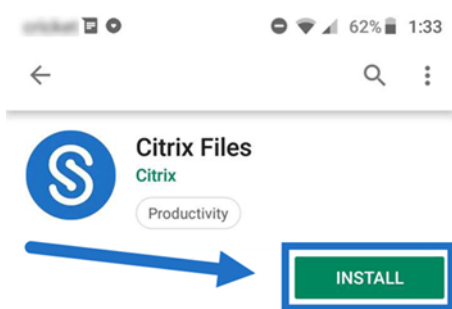 62% 1:33
Citrix Files
Citrix
Productivity
INSTALL